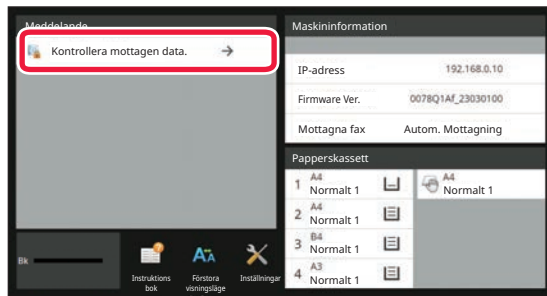 Meddelande
Kontrollera mottagen data.
Maskininformation
IP-adress 192.168.0.10
Firmware Ver. 0078Q1Af_23030100
Mottagna fax Autom. Mottagning
Papperskassett
1 A4
Normalt 1
A4
Normalt 1
2 A4
Normalt 1
3 B4
Normalt 1
4 A3
Normalt 1
Bk
Instruktions
bok
Förstora
visningsläge
Inställningar